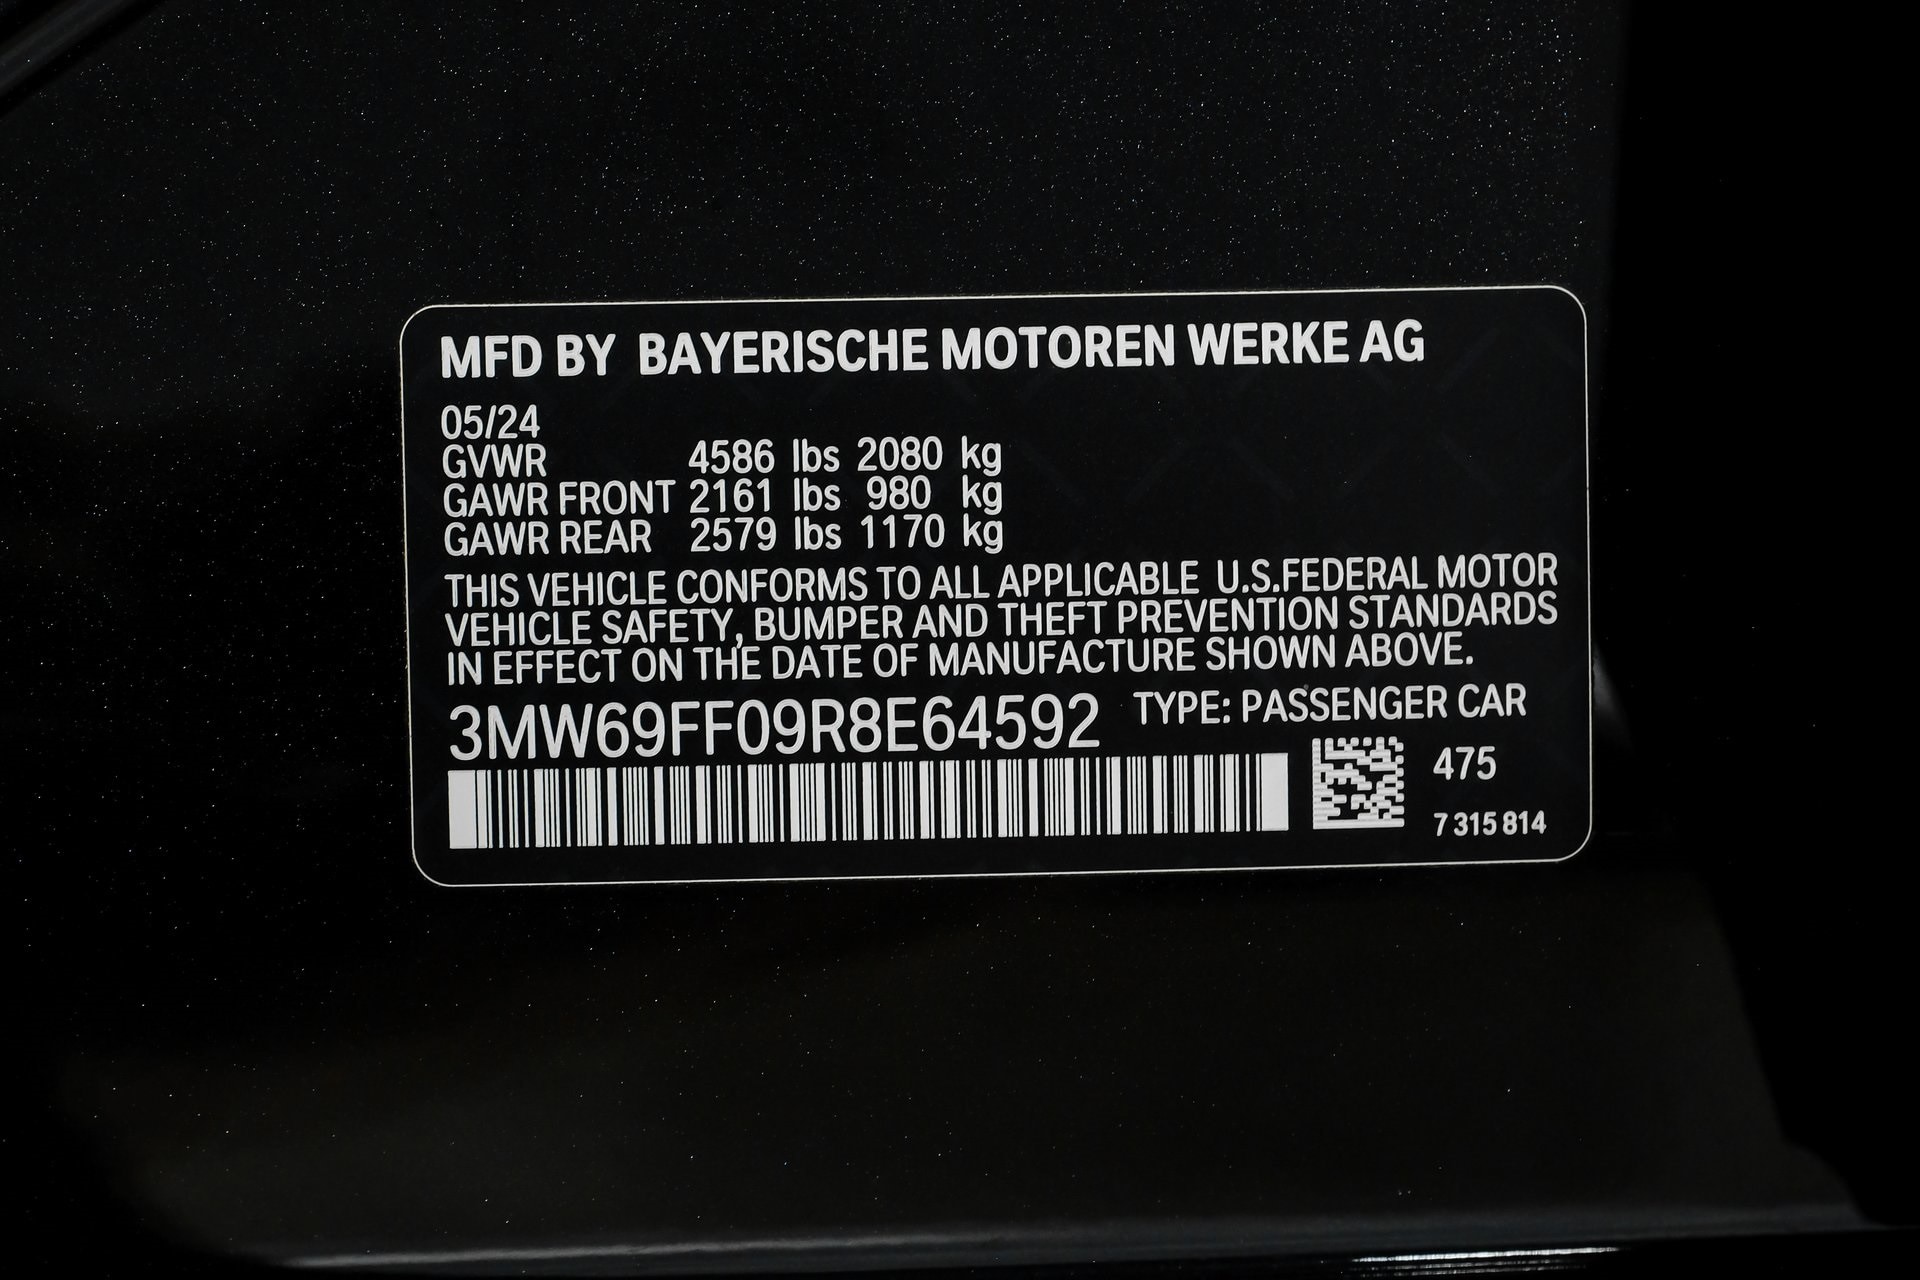 MFD BY BAYERISCHE MOTOREN WERKE AG
05/24
GVWR 4586 lbs 2080 kg
GAWR FRONT 2161 lbs 980 kg
GAWR REAR 2579 lbs 1170 kg
THIS VEHICLE CONFORMS TO ALL APPLICABLE U.S.FEDERAL MOTOR
VEHICLE SAFETY, BUMPER AND THEFT PREVENTION STANDARDS
IN EFFECT ON THE DATE OF MANUFACTURE SHOWN ABOVE.
3MW69FF09R8E64592 TYPE: PASSENGER CAR
475
7 315 814